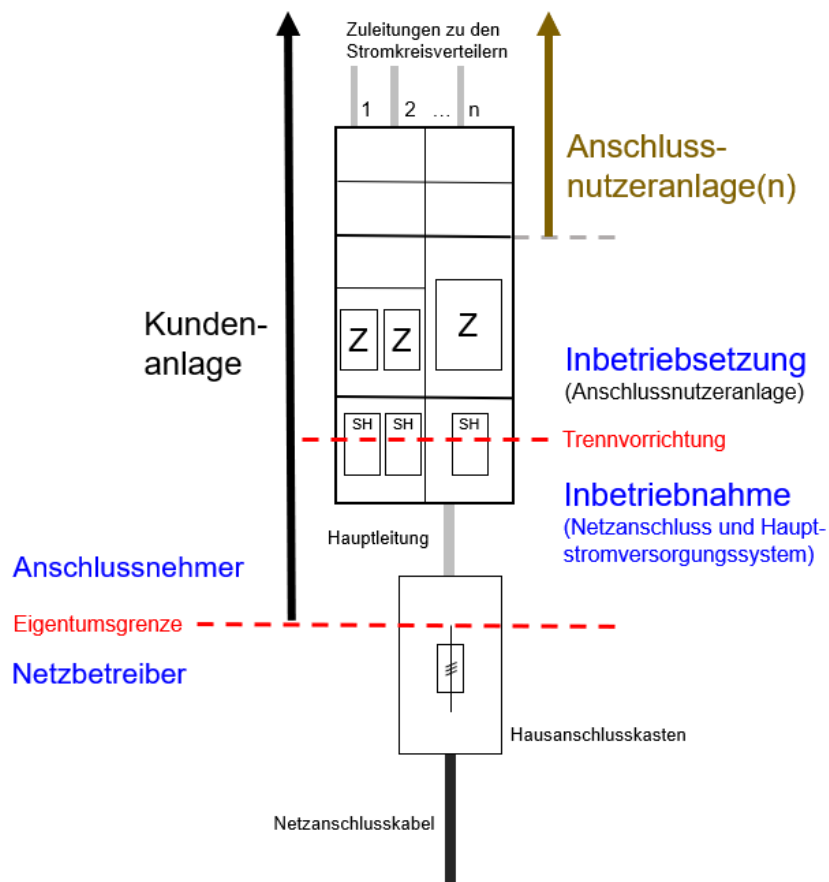 Zuleitungen zu den
Stromkreisverteilern
1 2 ... n
Anschluss-
nutzeranlage(n)
Kunden-
anlage
Z Z Z
Inbetriebsetzung
(Anschlussnutzeranlage)
SH SH SH
Trennvorrichtung
Inbetriebnahme
(Netzanschluss und Haupt-
stromversorgungssystem)
Hauptleitung
Anschlussnehmer
Eigentumsgrenze
Netzbetreiber
Hausanschlusskasten
Netzanschlusskabel